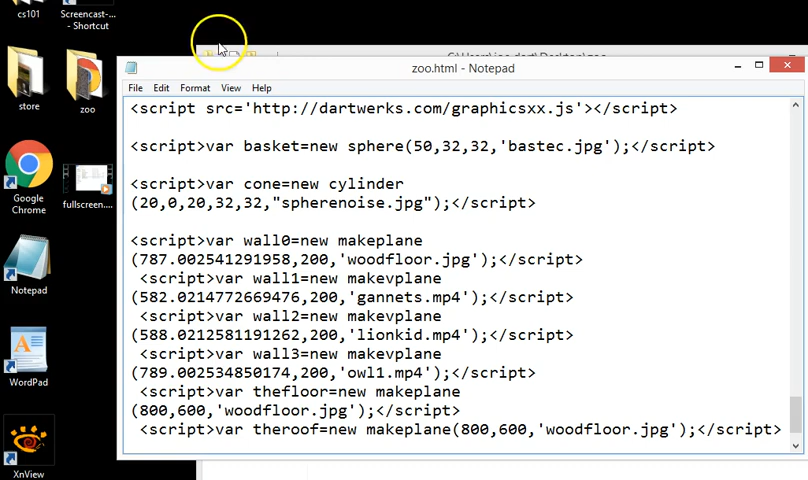 cs101
Screencast-...
- Shortcut
store
zoo
Google
Chrome
fullscreen....
Notepad
WordPad
XnView
zoo.html - Notepad
File Edit Format View Help
<script src='http://dartwerks.com/graphicsxx.js'></script>
<script>var basket=new sphere(50,32,32,'bastec.jpg');</script>
<script>var cone=new cylinder
(20,0,20,32,32,"spherenoise.jpg");</script>
<script>var wall0=new makeplane
(787.002541291958,200,'woodfloor.jpg');</script>
<script>var wall1=new makevplane
(582.0214772669476,200,'gannets.mp4');</script>
<script>var wall2=new makevplane
(588.0212581191262,200,'lionkid.mp4');</script>
<script>var wall3=new makevplane
(789.002534850174,200,'owl1.mp4');</script>
<script>var thefloor=new makeplane
(800,600,'woodfloor.jpg');</script>
<script>var theroof=new makeplane(800,600,'woodfloor.jpg');</script>